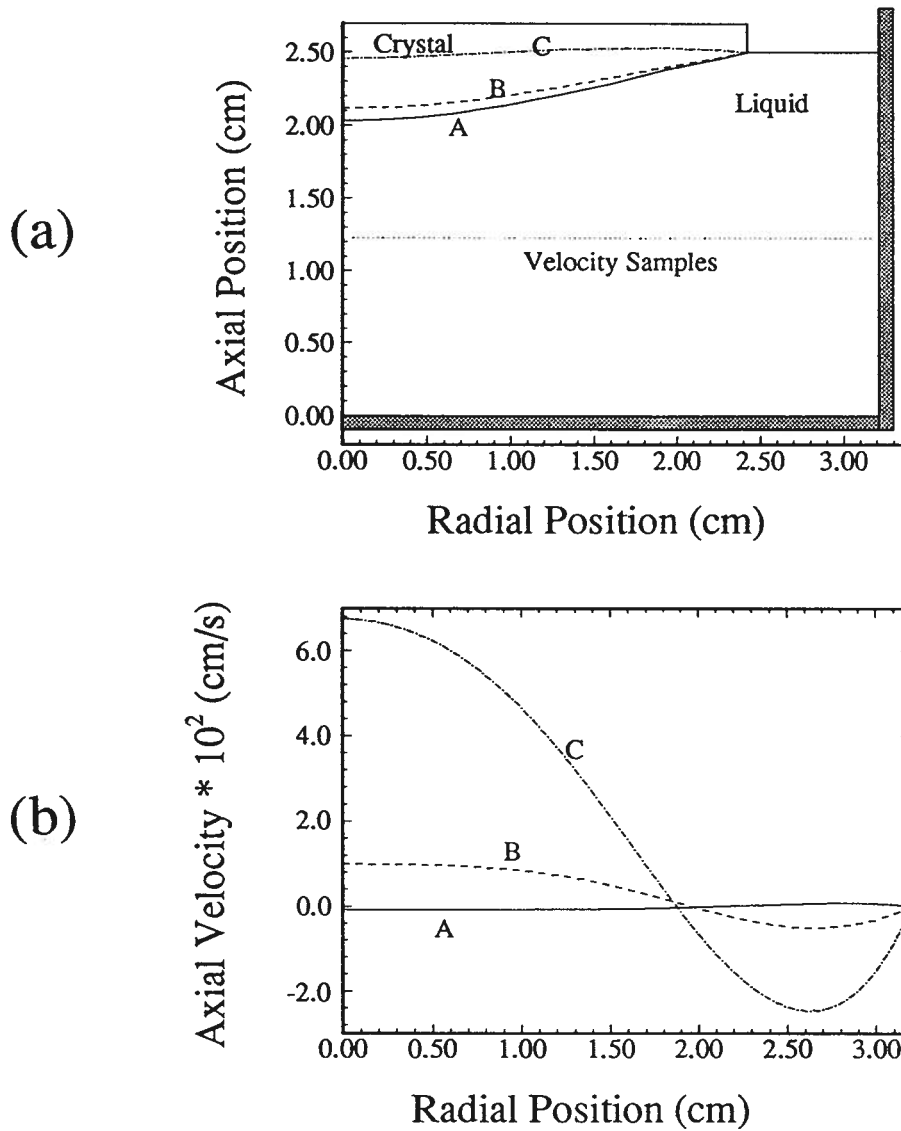 (a)
Axial Position (cm)
2.50
2.00
1.50
1.00
0.50
0.00
Crystal
C
B
A
Liquid
Velocity Samples
0.00 0.50 1.00 1.50 2.00 2.50 3.00
Radial Position (cm)
(b)
Axial Velocity * 10² (cm/s)
6.0
4.0
2.0
0.0
-2.0
C
B
A
0.00 0.50 1.00 1.50 2.00 2.50 3.00
Radial Position (cm)